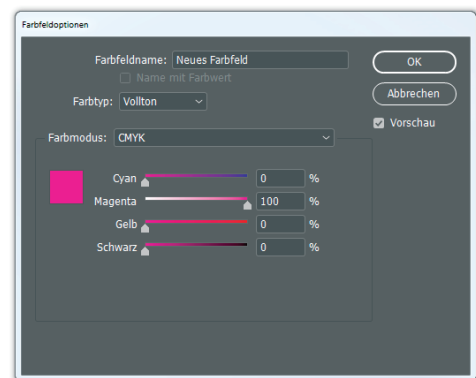 Farbfeldoptionen
Farbfeldname: Neues Farbfeld
Name mit Farbwert
Farbtyp: Vollton
OK
Abbrechen
Vorschau
Farbmodus: CMYK
Cyan 0 %
Magenta 100 %
Gelb 0 %
Schwarz 0 %